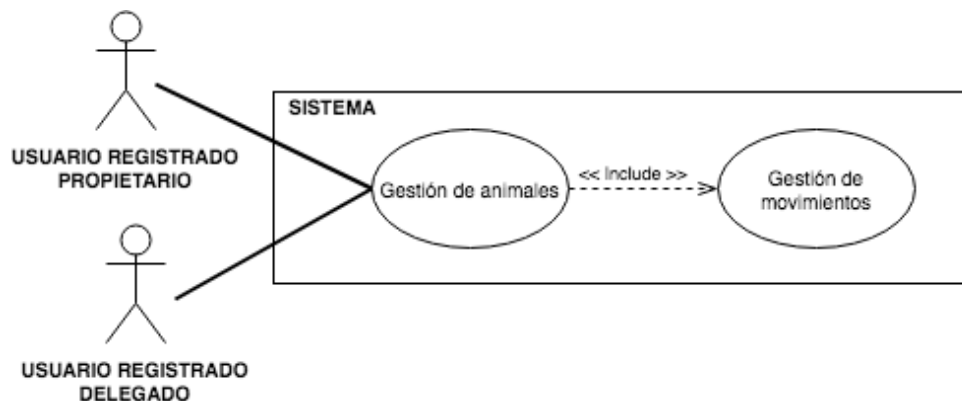 USUARIO REGISTRADO
PROPIETARIO
SISTEMA
Gestión de animales
<< Include >>
Gestión de
movimientos
USUARIO REGISTRADO
DELEGADO